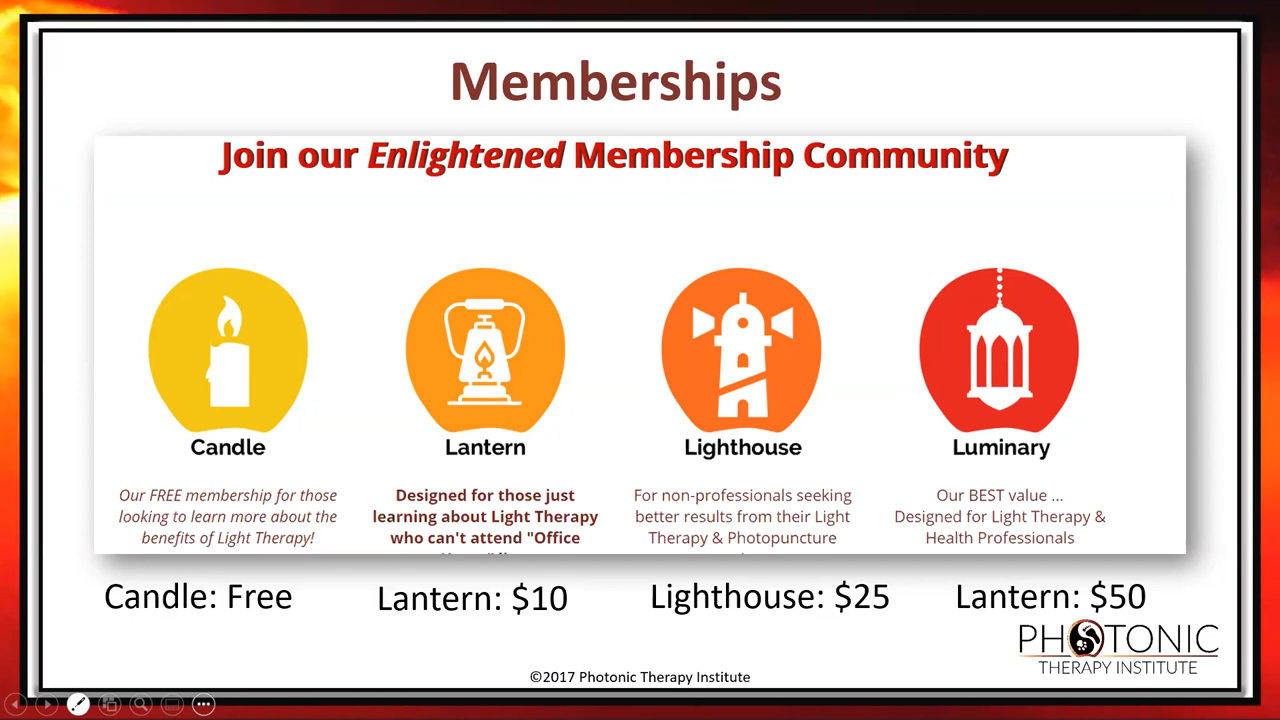 Memberships
Join our Enlightened Membership Community
Candle
Lantern
Lighthouse
Luminary
Our FREE membership for those
looking to learn more about the
benefits of Light Therapy!
Designed for those just
learning about Light Therapy
who can't attend "Office
For non-professionals seeking
better results from their Light
Therapy & Photopuncture
Our BEST value ...
Designed for Light Therapy &
Health Professionals
Candle: Free
Lantern: $10
Lighthouse: $25
Lantern: $50
PHOTONIC
THERAPY INSTITUTE
©2017 Photonic Therapy Institute